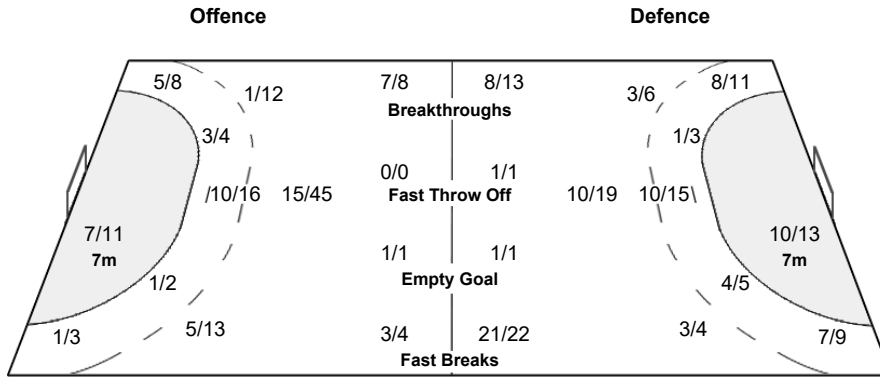 Offence Defence
5/8 1/12 7/8 8/13 3/6 8/11
Breakthroughs
3/4 1/3
0/0 1/1
10/16 15/45 Fast Throw Off 10/19 10/15
7/11 10/13
7m 7m
1/1 1/1
1/2 Empty Goal 4/5
1/3 5/13 3/4 21/22 3/4 7/9
Fast Breaks